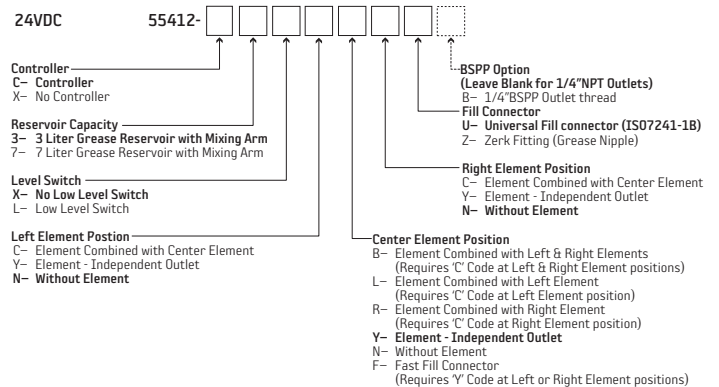 24VDC 55412-
Controller
C– Controller
X– No Controller
Reservoir Capacity
3– 3 Liter Grease Reservoir with Mixing Arm
7– 7 Liter Grease Reservoir with Mixing Arm
Level Switch
X– No Low Level Switch
L– Low Level Switch
Left Element Postion
C– Element Combined with Center Element
Y– Element - Independent Outlet
N– Without Element
BSPP Option
(Leave Blank for 1/4"NPT Outlets)
B– 1/4"BSPP Outlet thread
Fill Connector
U– Universal Fill connector (ISO7241-1B)
Z– Zerk Fitting (Grease Nipple)
Right Element Position
C– Element Combined with Center Element
Y– Element - Independent Outlet
N– Without Element
Center Element Position
B– Element Combined with Left & Right Elements
(Requires 'C' Code at Left & Right Element positions)
L– Element Combined with Left Element
(Requires 'C' Code at Left Element position)
R– Element Combined with Right Element
(Requires 'C' Code at Right Element position)
Y– Element - Independent Outlet
N– Without Element
F– Fast Fill Connector
(Requires 'Y' Code at Left or Right Element positions)